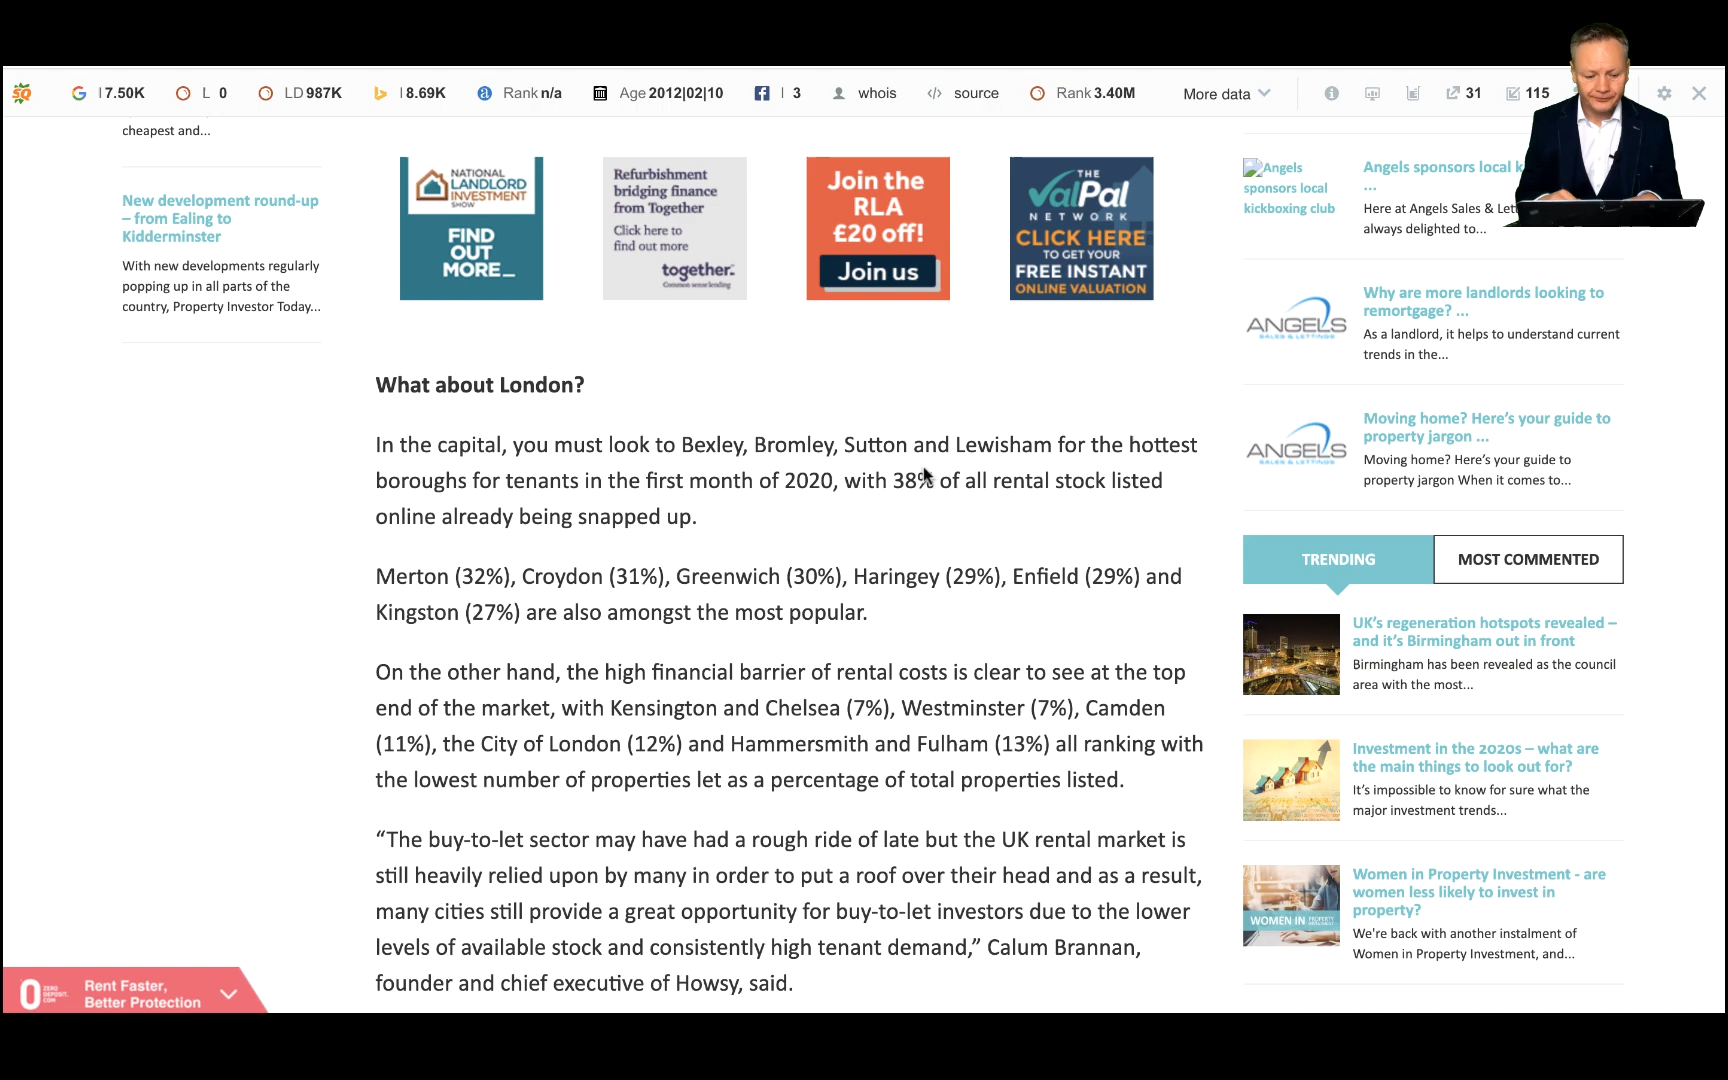 I 7.50K L 0 LD 987K I 8.69K Rank n/a Age 2012|02|10 I 3 whois source Rank 3.40M More data 31 115
cheapest and...
New development round-up
– from Ealing to
Kidderminster
With new developments regularly
popping up in all parts of the
country, Property Investor Today...
NATIONAL
LANDLORD
INVESTMENT
SHOW
FIND
OUT
MORE_
Refurbishment
bridging finance
from Together
Click here to
find out more
together.
Common sense lending
Join the
RLA
£20 off!
Join us
THE
valPal
NETWORK
CLICK HERE
TO GET YOUR
FREE INSTANT
ONLINE VALUATION
What about London?
In the capital, you must look to Bexley, Bromley, Sutton and Lewisham for the hottest
boroughs for tenants in the first month of 2020, with 38% of all rental stock listed
online already being snapped up.
Merton (32%), Croydon (31%), Greenwich (30%), Haringey (29%), Enfield (29%) and
Kingston (27%) are also amongst the most popular.
On the other hand, the high financial barrier of rental costs is clear to see at the top
end of the market, with Kensington and Chelsea (7%), Westminster (7%), Camden
(11%), the City of London (12%) and Hammersmith and Fulham (13%) all ranking with
the lowest number of properties let as a percentage of total properties listed.
“The buy-to-let sector may have had a rough ride of late but the UK rental market is
still heavily relied upon by many in order to put a roof over their head and as a result,
many cities still provide a great opportunity for buy-to-let investors due to the lower
levels of available stock and consistently high tenant demand,” Calum Brannan,
founder and chief executive of Howsy, said.
Angels
sponsors local
kickboxing club
Angels sponsors local
...
Here at Angels Sales &
always delighted to...
ANGELS
SALES & LETTINGS
Why are more landlords looking to
remortgage? ...
As a landlord, it helps to understand current
trends in the...
ANGELS
SALES & LETTINGS
Moving home? Here’s your guide to
property jargon ...
Moving home? Here’s your guide to
property jargon When it comes to...
TRENDING
MOST COMMENTED
UK’s regeneration hotspots revealed –
and it’s Birmingham out in front
Birmingham has been revealed as the council
area with the most...
Investment in the 2020s – what are
the main things to look out for?
It’s impossible to know for sure what the
major investment trends...
WOMEN IN PROPERTY
Women in Property Investment - are
women less likely to invest in
property?
We're back with another instalment of
Women in Property Investment, and...
0 ZERO
DEPOSIT.
COM
Rent Faster,
Better Protection